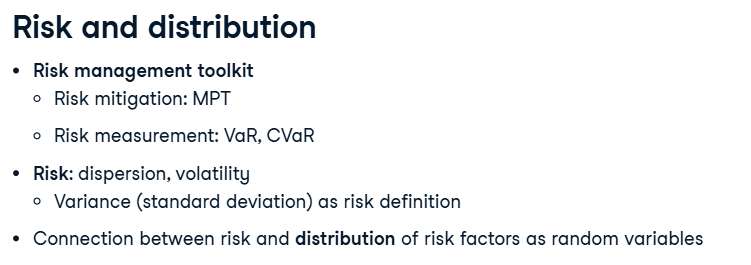 Risk and distribution
• Risk management toolkit
○ Risk mitigation: MPT
○ Risk measurement: VaR, CVaR
• Risk: dispersion, volatility
○ Variance (standard deviation) as risk definition
• Connection between risk and distribution of risk factors as random variables